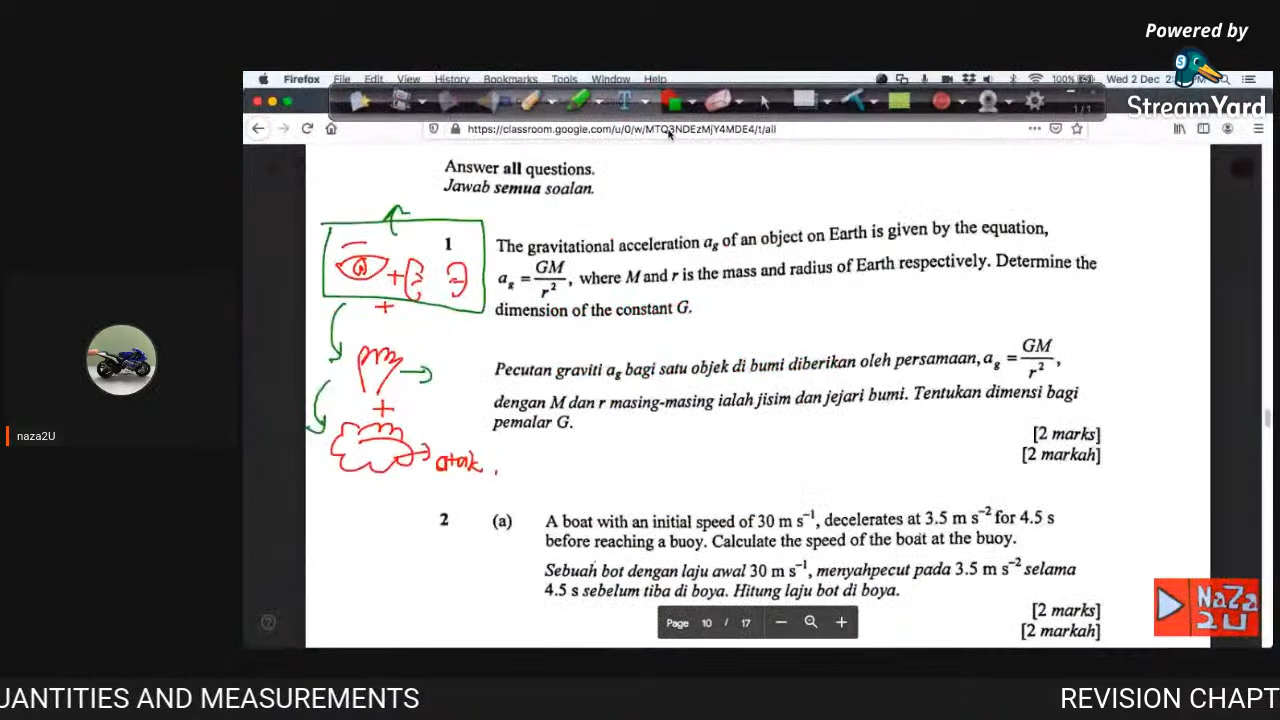 Powered by
StreamYard
Firefox File Edit View History Bookmarks Tools Window Help
100%
Wed 2 Dec
1/1
https://classroom.google.com/u/0/w/MTQ3NDEzMjY4MDE4/t/all
Answer all questions.
Jawab semua soalan.
1 The gravitational acceleration a_g of an object on Earth is given by the equation,
a_g = GM/r², where M and r is the mass and radius of Earth respectively. Determine the
dimension of the constant G.
Pecutan graviti a_g bagi satu objek di bumi diberikan oleh persamaan, a_g = GM/r²,
dengan M dan r masing-masing ialah jisim dan jejari bumi. Tentukan dimensi bagi
pemalar G.
[2 marks]
[2 markah]
+
+
+
otak
2 (a) A boat with an initial speed of 30 m s⁻¹, decelerates at 3.5 m s⁻² for 4.5 s
before reaching a buoy. Calculate the speed of the boat at the buoy.
Sebuah bot dengan laju awal 30 m s⁻¹, menyahpecut pada 3.5 m s⁻² selama
4.5 s sebelum tiba di boya. Hitung laju bot di boya.
[2 marks]
[2 markah]
Page 10 / 17
naza2U
NaZa
2U
UANTITIES AND MEASUREMENTS
REVISION CHAPT